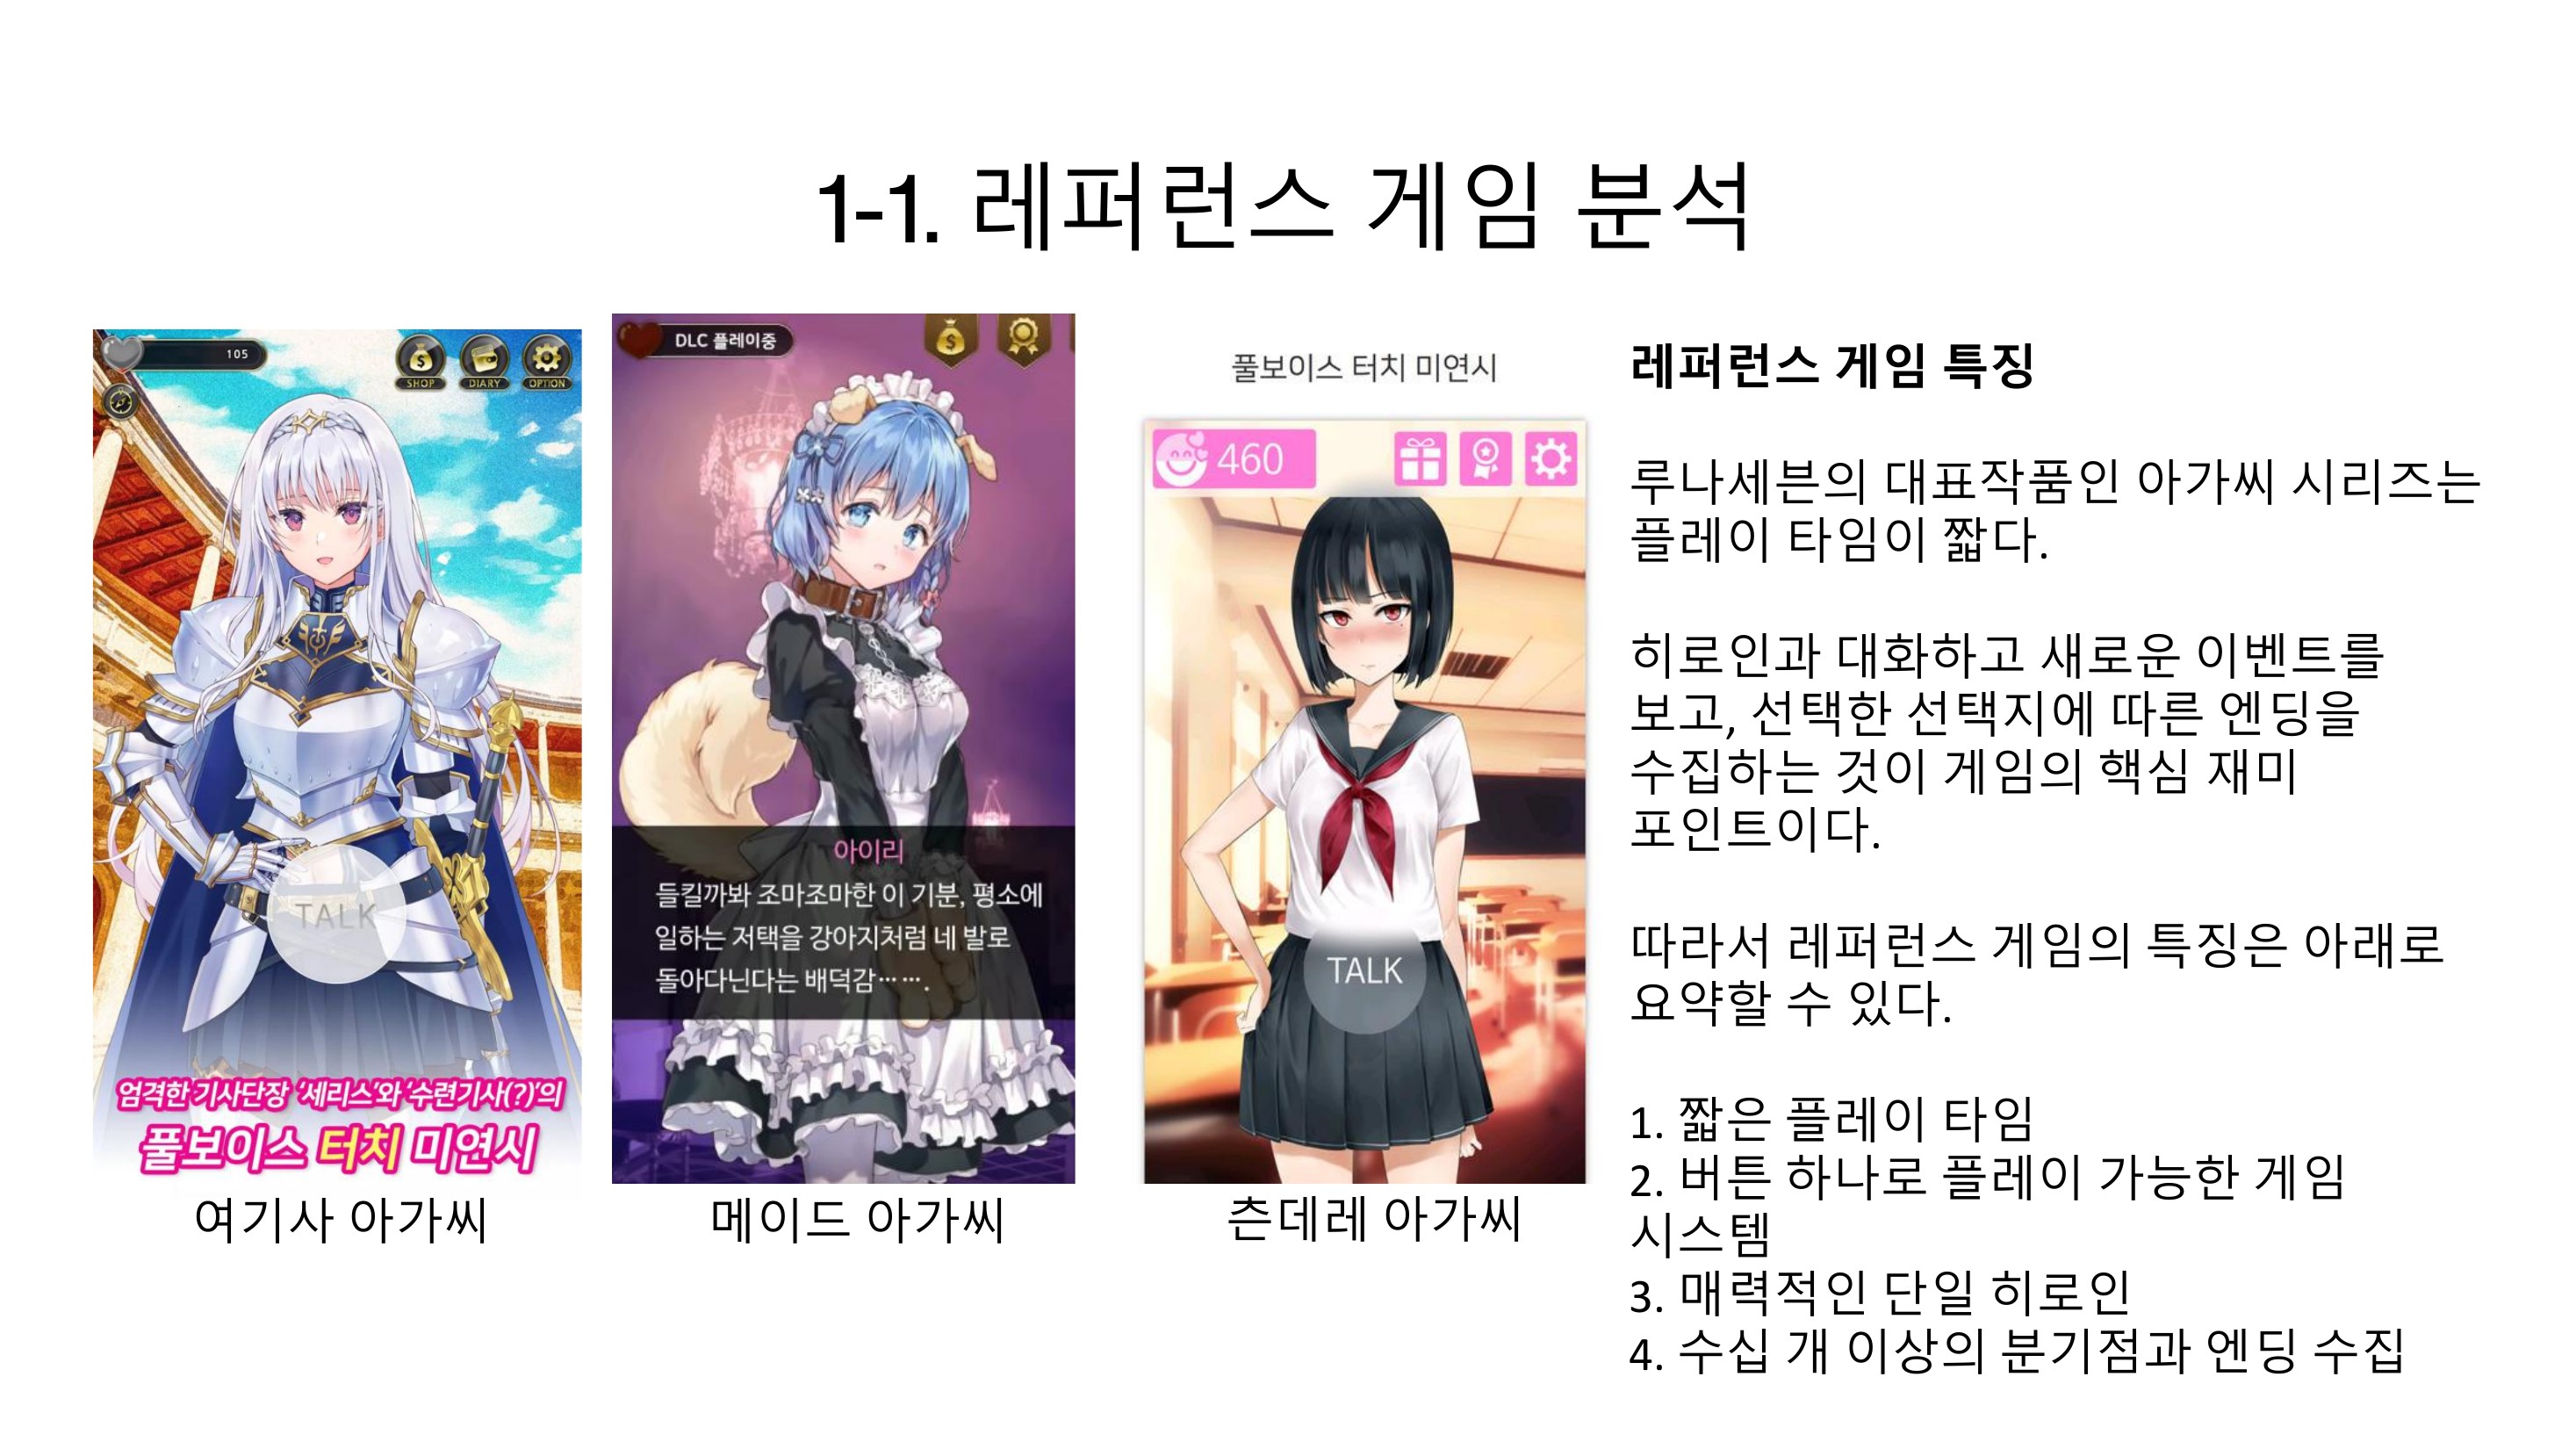 1-1. 레퍼런스 게임 분석
105
SHOP
DIARY
OPTION
TALK
엄격한 기사단장 '세리스'와 '수련기사(?)'의
풀보이스 터치 미연시
여기사 아가씨
DLC 플레이중
아이리
들킬까봐 조마조마한 이 기분, 평소에
일하는 저택을 강아지처럼 네 발로
돌아다닌다는 배덕감… ….
메이드 아가씨
풀보이스 터치 미연시
460
TALK
츤데레 아가씨
레퍼런스 게임 특징
루나세븐의 대표작품인 아가씨 시리즈는
플레이 타임이 짧다.
히로인과 대화하고 새로운 이벤트를
보고, 선택한 선택지에 따른 엔딩을
수집하는 것이 게임의 핵심 재미
포인트이다.
따라서 레퍼런스 게임의 특징은 아래로
요약할 수 있다.
1. 짧은 플레이 타임
2. 버튼 하나로 플레이 가능한 게임
시스템
3. 매력적인 단일 히로인
4. 수십 개 이상의 분기점과 엔딩 수집